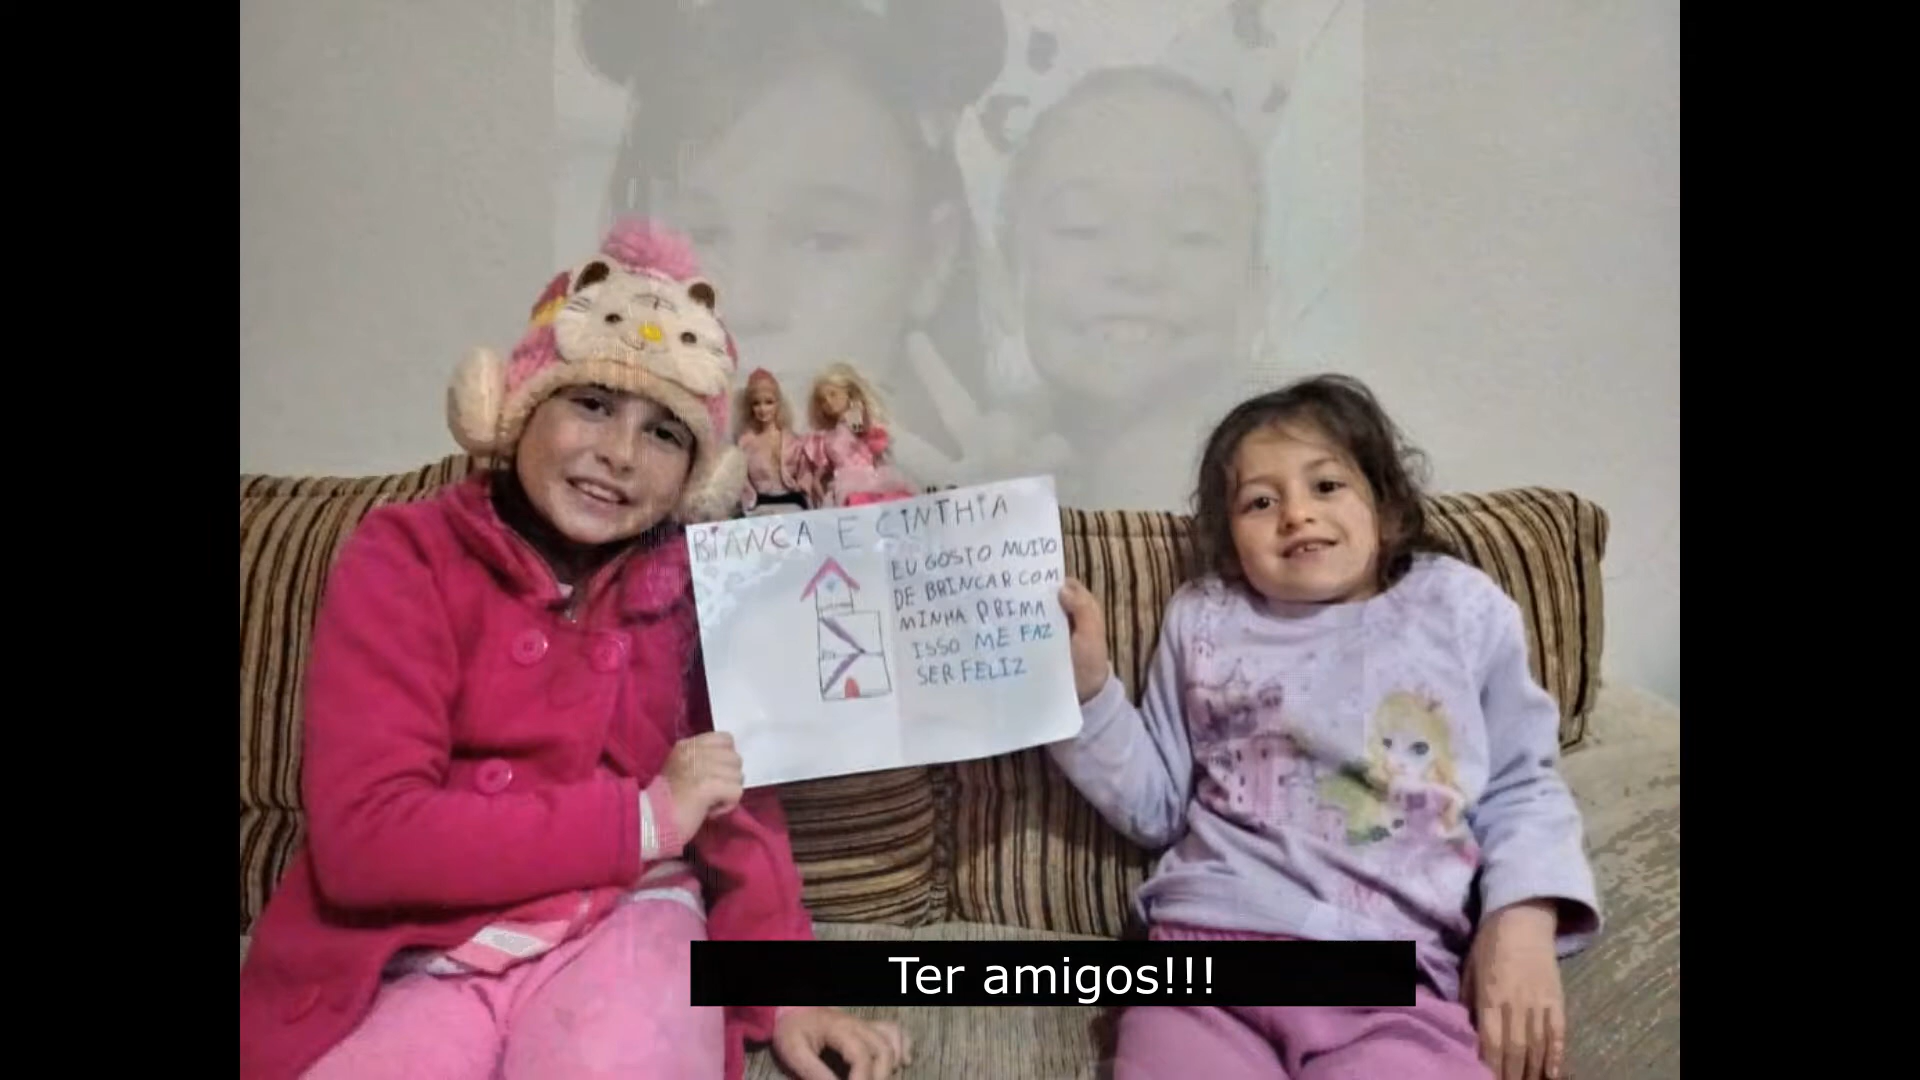 BIANCA E CINTHIA
EU GOSTO MUITO
DE BRINCAR COM
MINHA PRIMA
ISSO ME FAZ
SER FELIZ
Ter amigos!!!